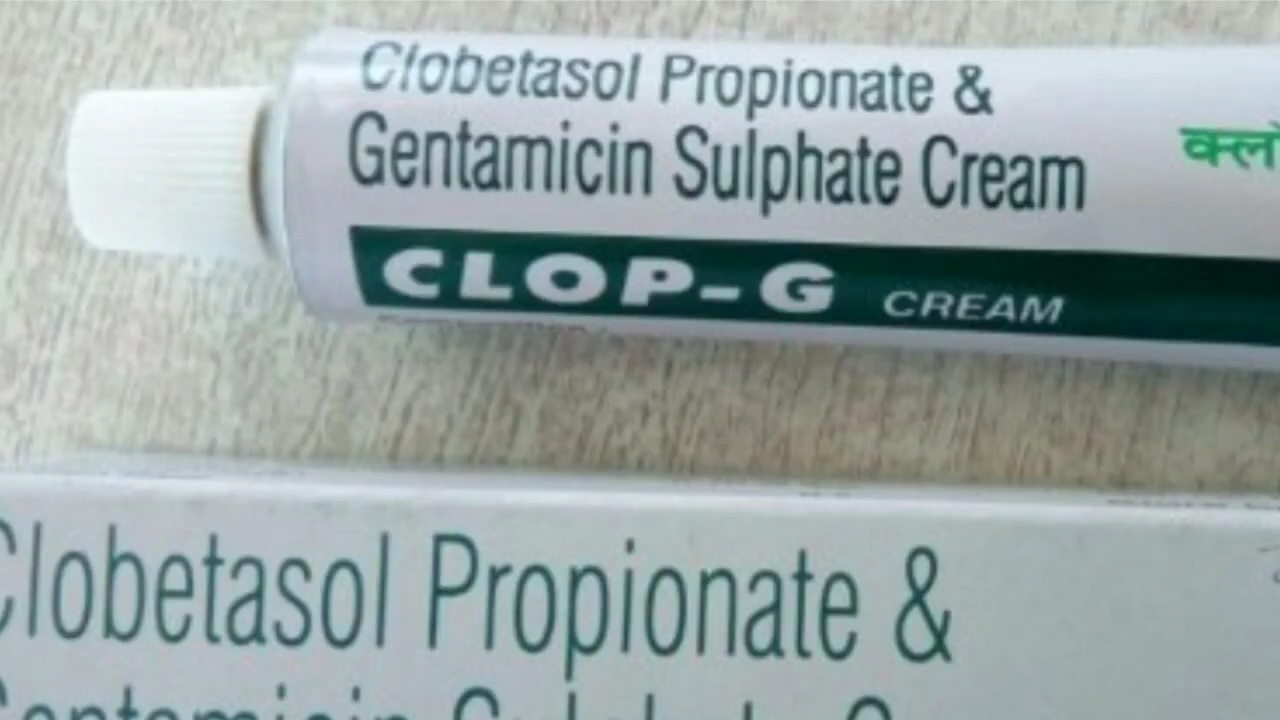 Clobetasol Propionate &
Gentamicin Sulphate Cream
CLOP-G CREAM
Clobetasol Propionate &